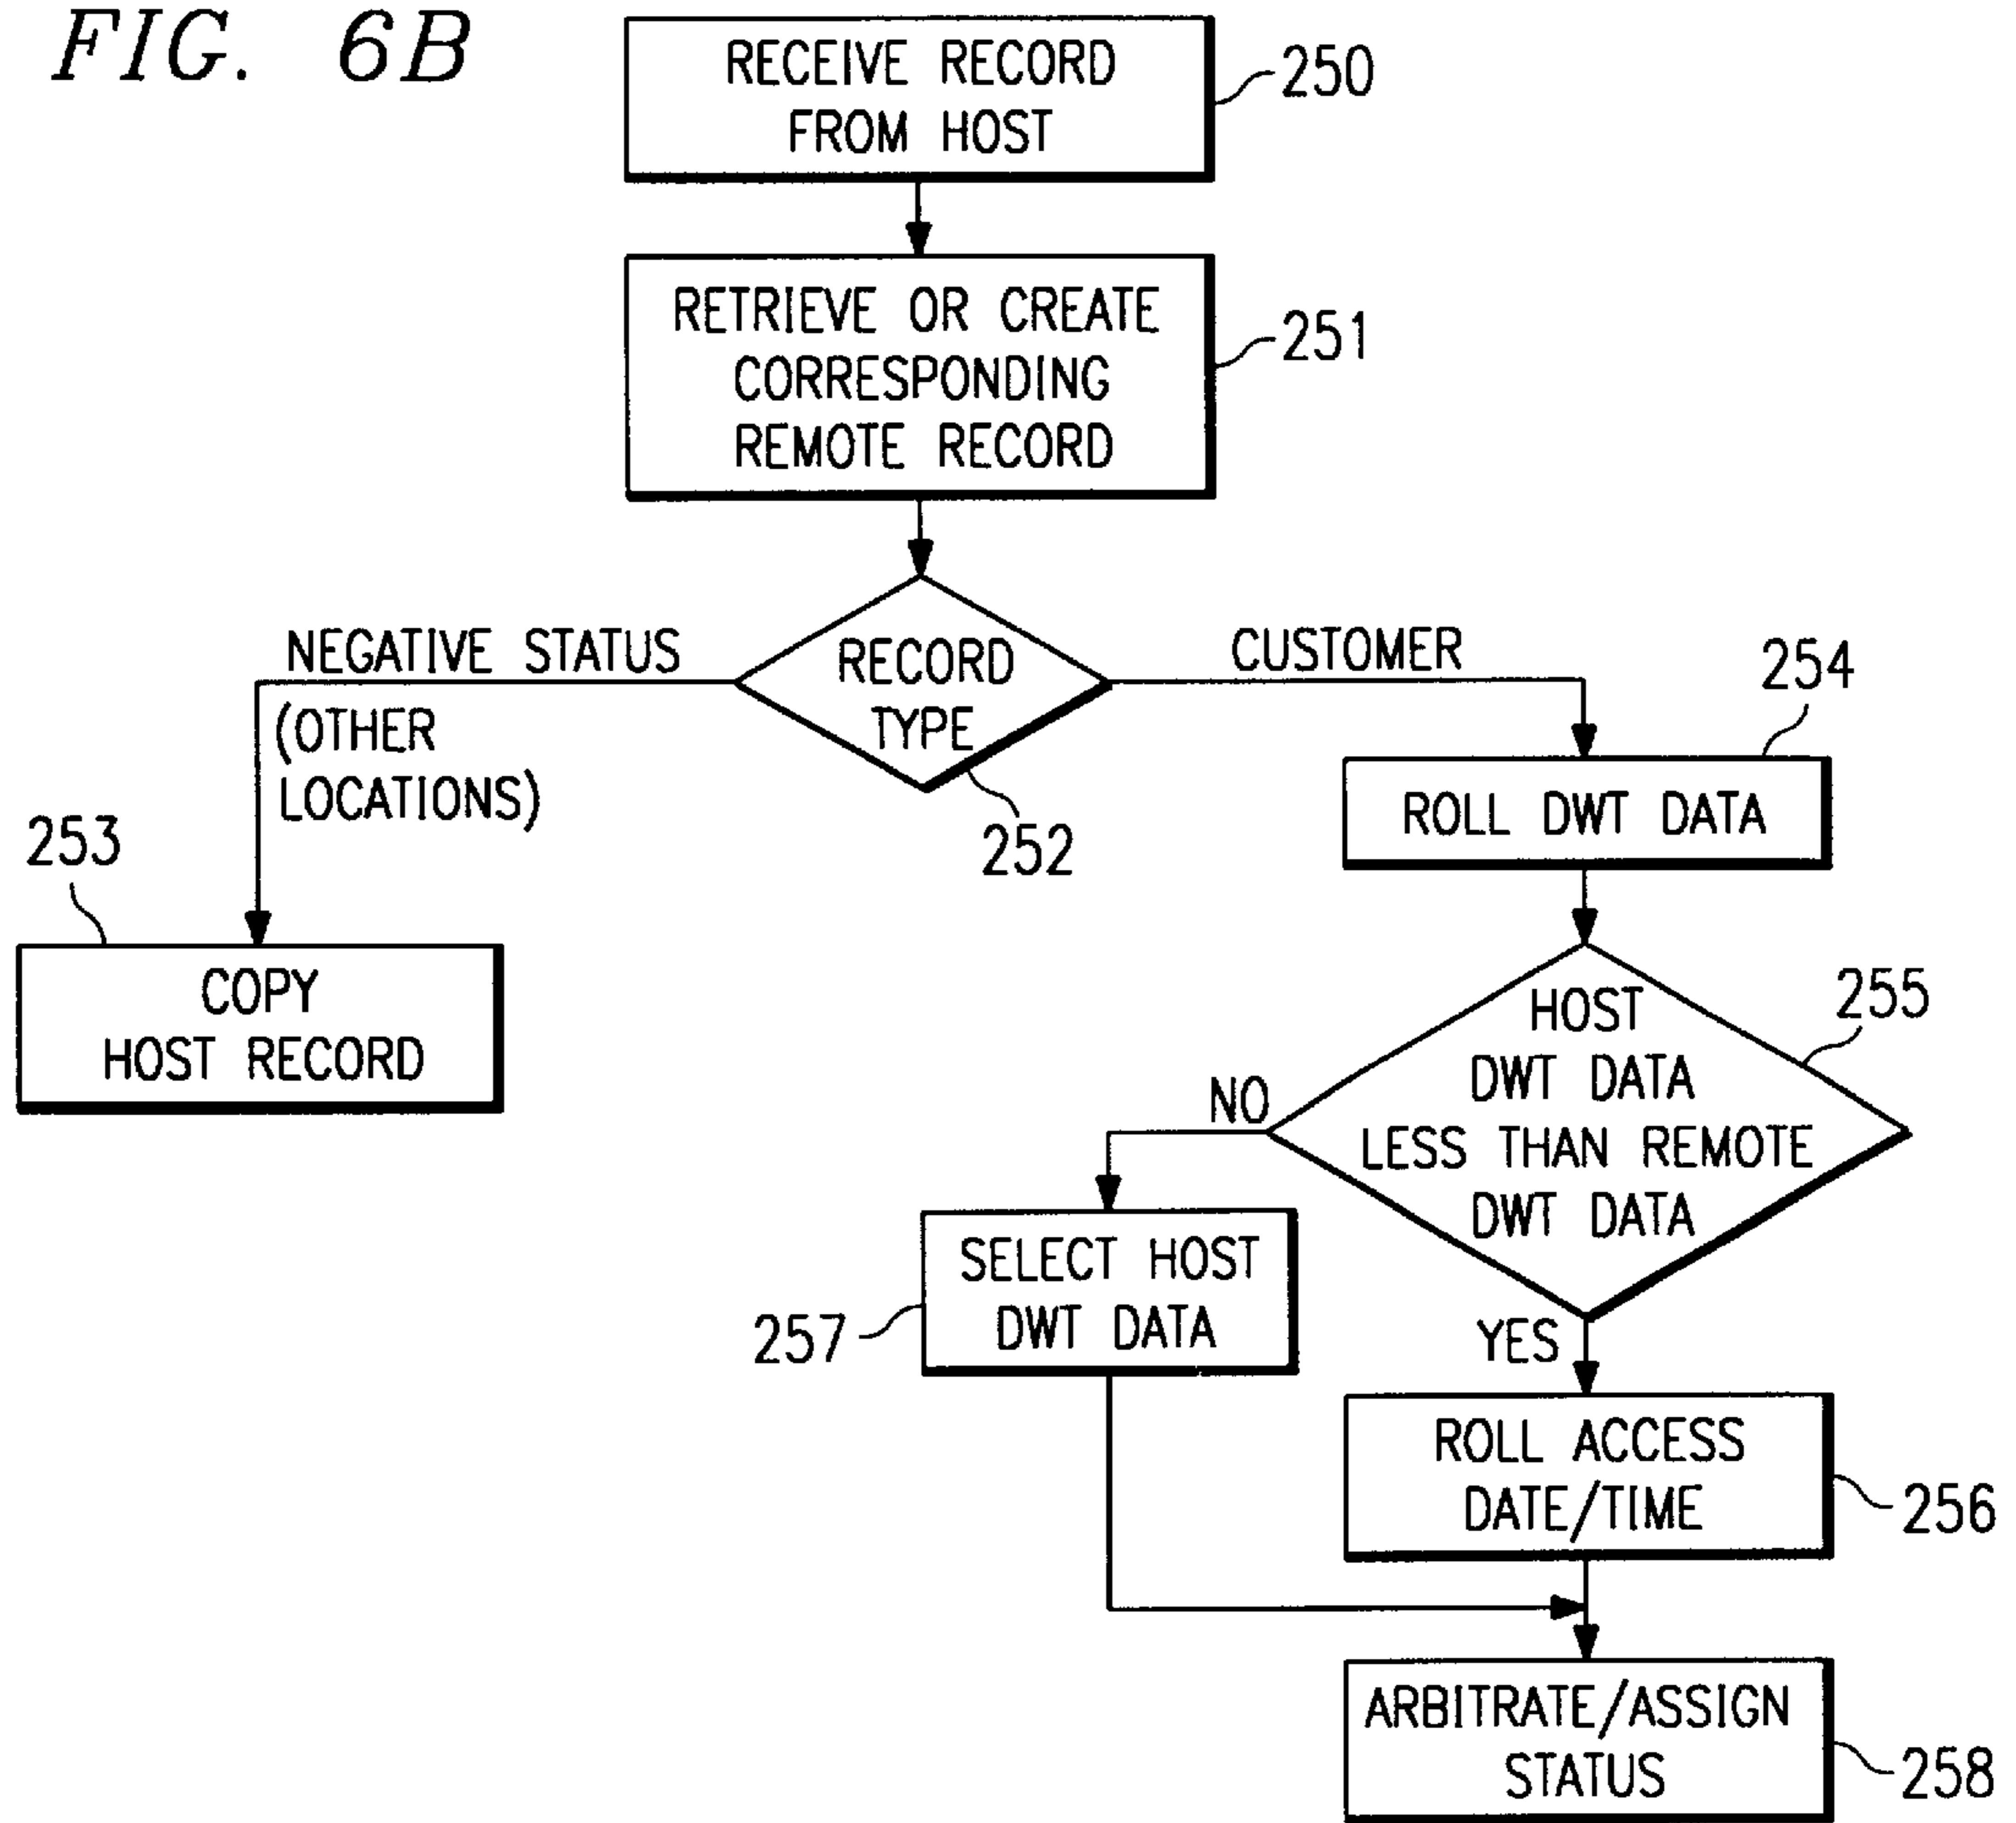 FIG. 6B
RECEIVE RECORD
FROM HOST
250
RETRIEVE OR CREATE
CORRESPONDING
REMOTE RECORD
251
NEGATIVE STATUS
(OTHER
LOCATIONS)
RECORD
TYPE
252
CUSTOMER
253
COPY
HOST RECORD
254
ROLL DWT DATA
HOST
DWT DATA
LESS THAN REMOTE
DWT DATA
255
NO
SELECT HOST
DWT DATA
257
YES
ROLL ACCESS
DATE/TIME
256
ARBITRATE/ASSIGN
STATUS
258